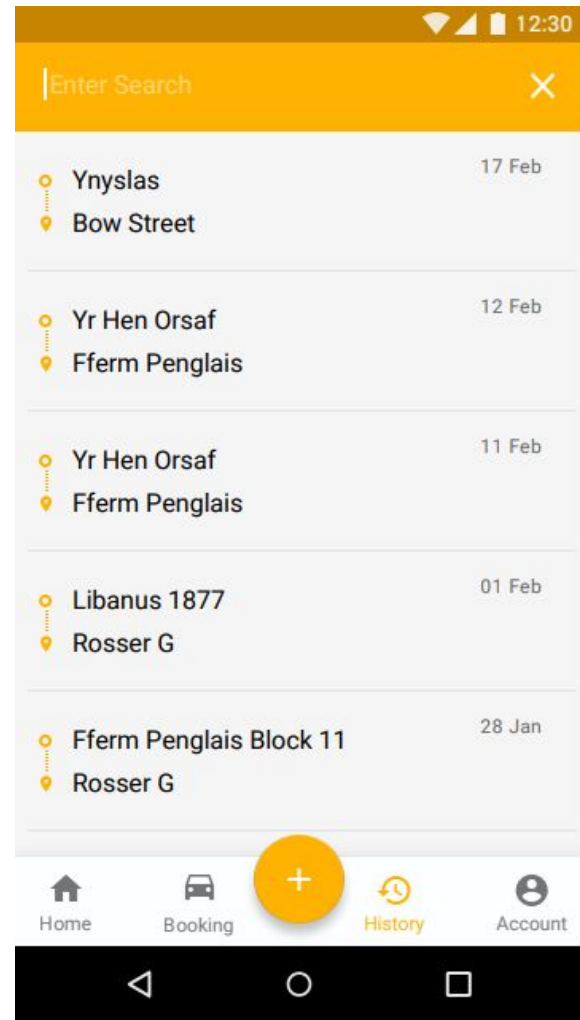 12:30
Enter Search
Ynyslas
17 Feb
Bow Street
Yr Hen Orsaf
12 Feb
Fferm Penglais
Yr Hen Orsaf
11 Feb
Fferm Penglais
Libanus 1877
01 Feb
Rosser G
Fferm Penglais Block 11
28 Jan
Rosser G
Home
Booking
History
Account